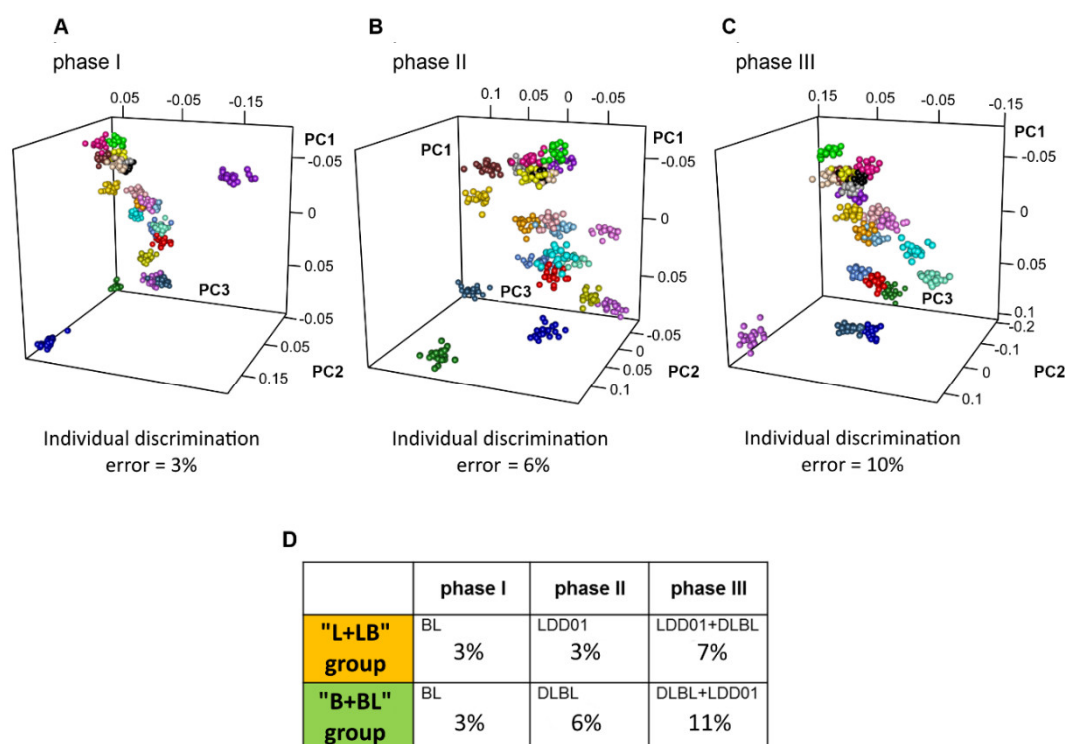 A
phase I
0.05 -0.05 -0.15
PC1
-0.05
0
0.05
PC3
-0.05
0.05
PC2
0.15
Individual discrimination
error = 3%
B
phase II
0.1 0.05 0 -0.05
PC1
-0.05
0
0.05
PC3
-0.05
0
0.05
PC2
0.1
Individual discrimination
error = 6%
C
phase III
0.15 0.05 -0.05 -0.15
PC1
-0.05
0
0.05
PC3
0.1
-0.2
-0.1
PC2
0
0.1
Individual discrimination
error = 10%
D
phase I phase II phase III
"L+LB"
group
BL LDD01 LDD01+DLBL
3% 3% 7%
"B+BL"
group
BL DLBL DLBL+LDD01
3% 6% 11%